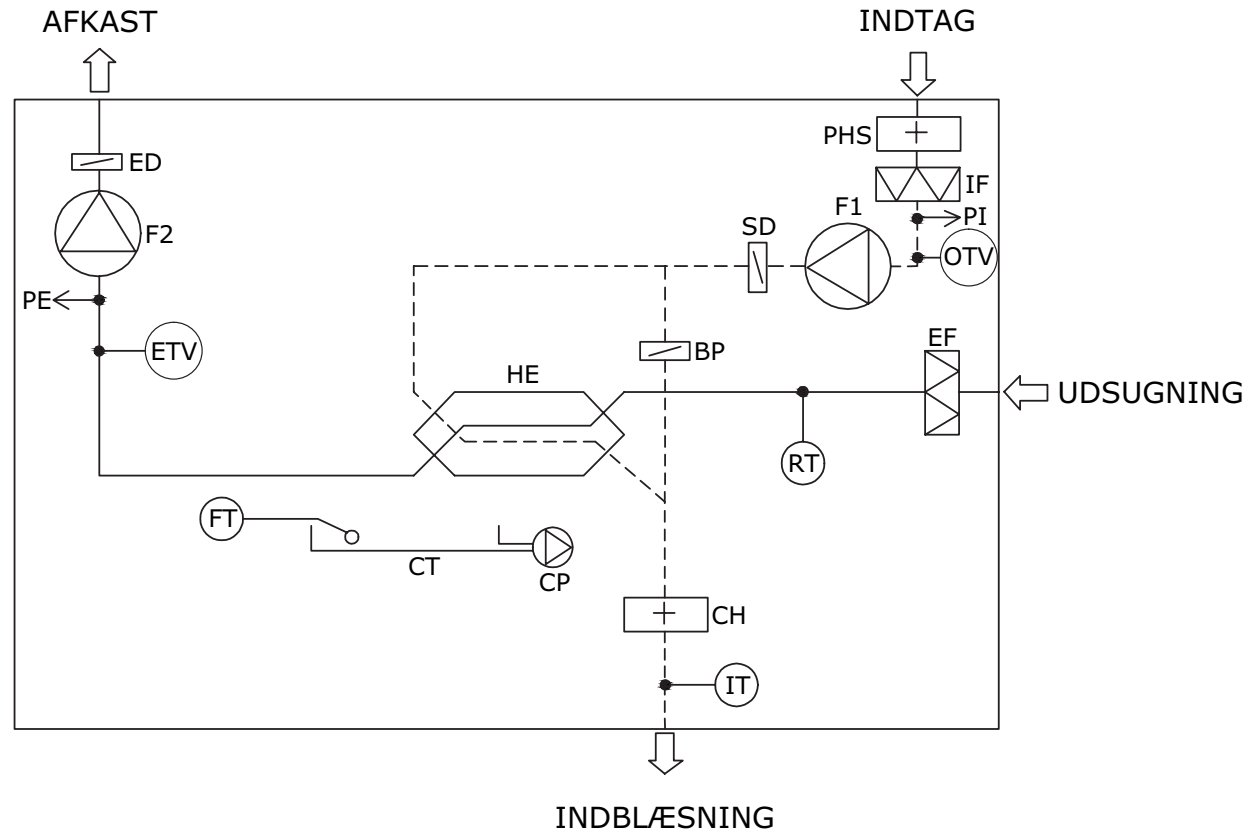 AFKAST
INDTAG
PHS
ED
IF
F1
PI
SD
F2
OTV
PE
ETV
BP
EF
HE
UDSUGNING
RT
FT
CT
CP
CH
IT
INDBLÆSNING